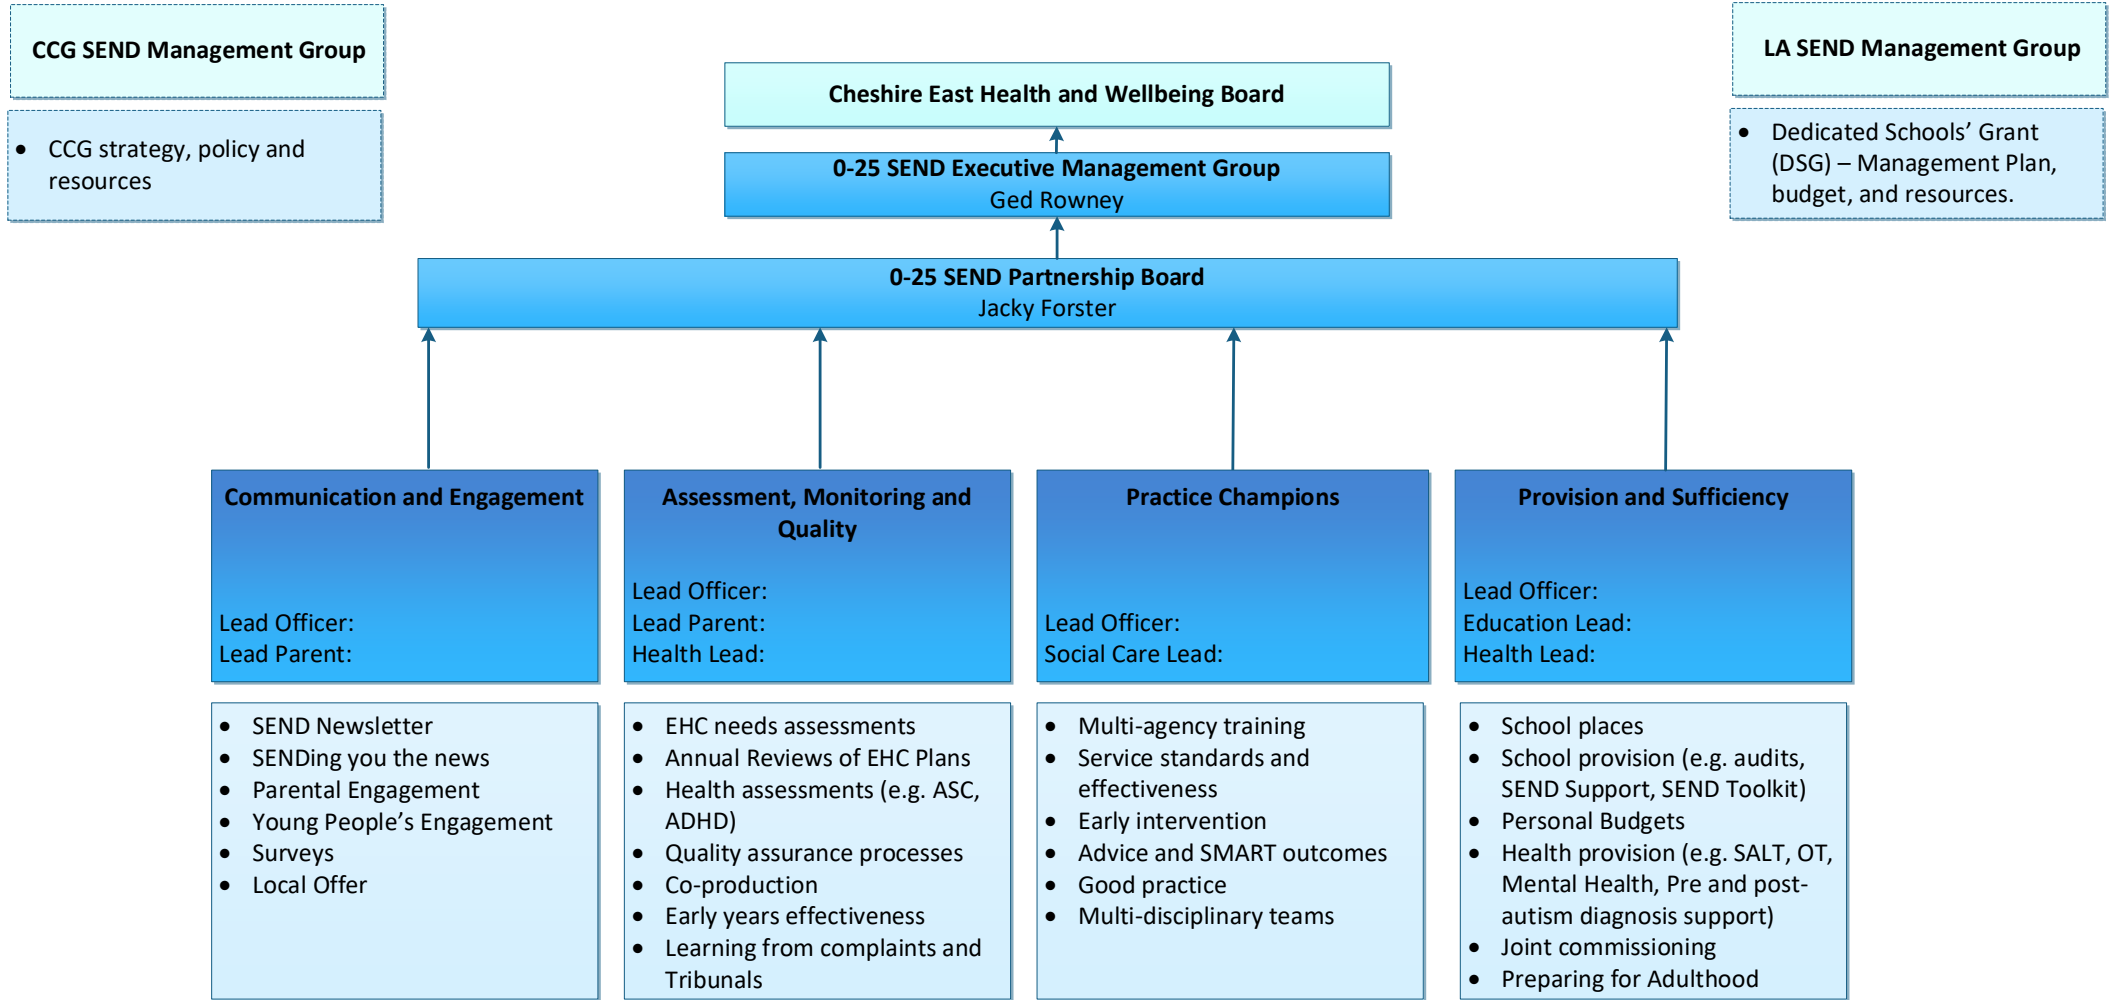 CCG SEND Management Group
• CCG strategy, policy and
resources
LA SEND Management Group
• Dedicated Schools’ Grant
(DSG) – Management Plan,
budget, and resources.
Cheshire East Health and Wellbeing Board
0-25 SEND Executive Management Group
Ged Rowney
0-25 SEND Partnership Board
Jacky Forster
Communication and Engagement
Lead Officer:
Lead Parent:
• SEND Newsletter
• SENDing you the news
• Parental Engagement
• Young People’s Engagement
• Surveys
• Local Offer
Assessment, Monitoring and
Quality
Lead Officer:
Lead Parent:
Health Lead:
• EHC needs assessments
• Annual Reviews of EHC Plans
• Health assessments (e.g. ASC,
ADHD)
• Quality assurance processes
• Co-production
• Early years effectiveness
• Learning from complaints and
Tribunals
Practice Champions
Lead Officer:
Social Care Lead:
• Multi-agency training
• Service standards and
effectiveness
• Early intervention
• Advice and SMART outcomes
• Good practice
• Multi-disciplinary teams
Provision and Sufficiency
Lead Officer:
Education Lead:
Health Lead:
• School places
• School provision (e.g. audits,
SEND Support, SEND Toolkit)
• Personal Budgets
• Health provision (e.g. SALT, OT,
Mental Health, Pre and post-
autism diagnosis support)
• Joint commissioning
• Preparing for Adulthood